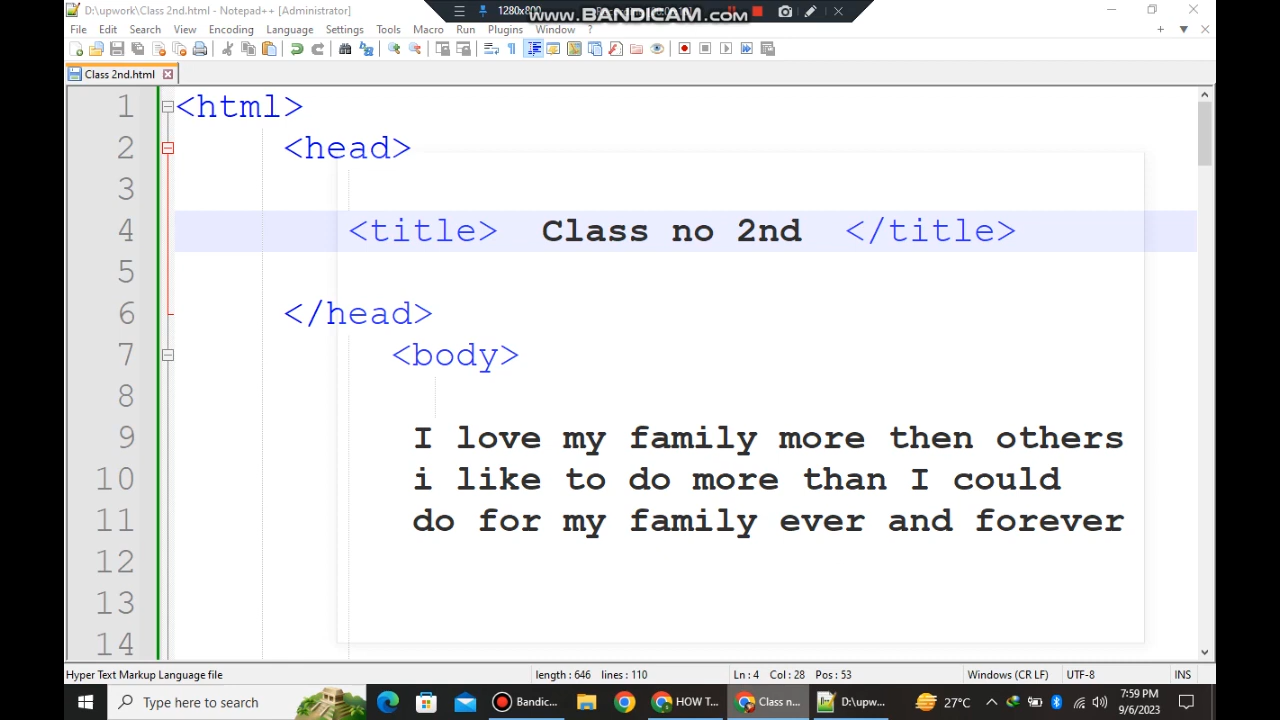 D:\upwork\Class 2nd.html - Notepad++ [Administrator]
1280x800
www.BANDICAM.com
File Edit Search View Encoding Language Settings Tools Macro Run Plugins Window ?
Class 2nd.html
1 <html>
2 <head>
3
4 <title> Class no 2nd </title>
5
6 </head>
7 <body>
8
9 I love my family more then others
10 i like to do more than I could
11 do for my family ever and forever
12
13
14
Hyper Text Markup Language file length : 646 lines : 110 Ln : 4 Col : 28 Pos : 53 Windows (CR LF) UTF-8 INS
Type here to search Bandic... HOW T... Class n... D:\upw... 27°C 7:59 PM
9/6/2023